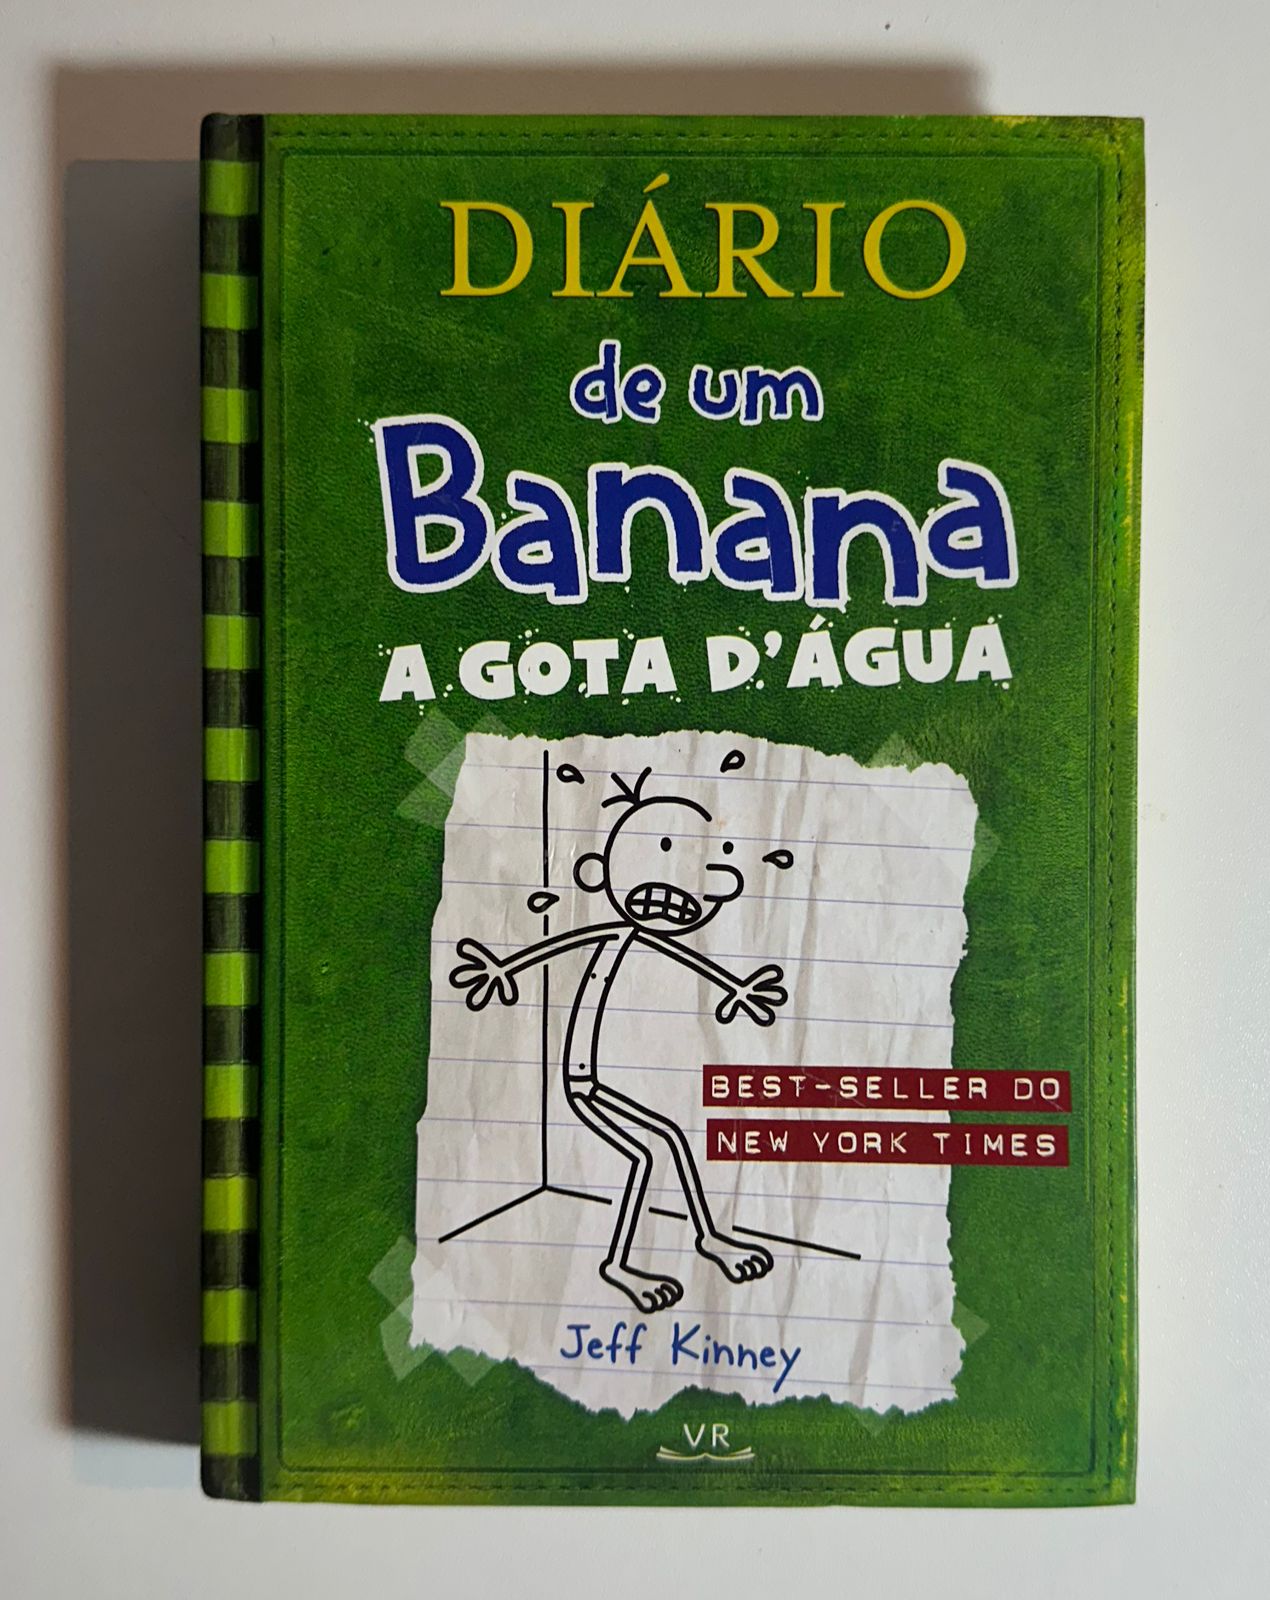 DIÁRIO
de um
Banana
A GOTA D'ÁGUA
BEST-SELLER DO
NEW YORK TIMES
Jeff Kinney
VR